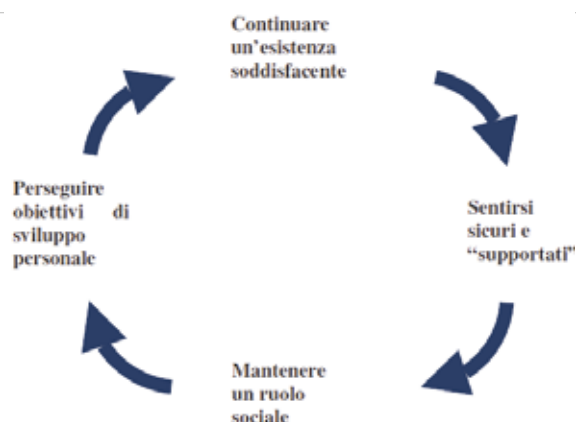 Continuare
un’esistenza
soddisfacente
Sentirsi
sicuri e
“supportati”
Mantenere
un ruolo
sociale
Perseguire
obiettivi di
sviluppo
personale